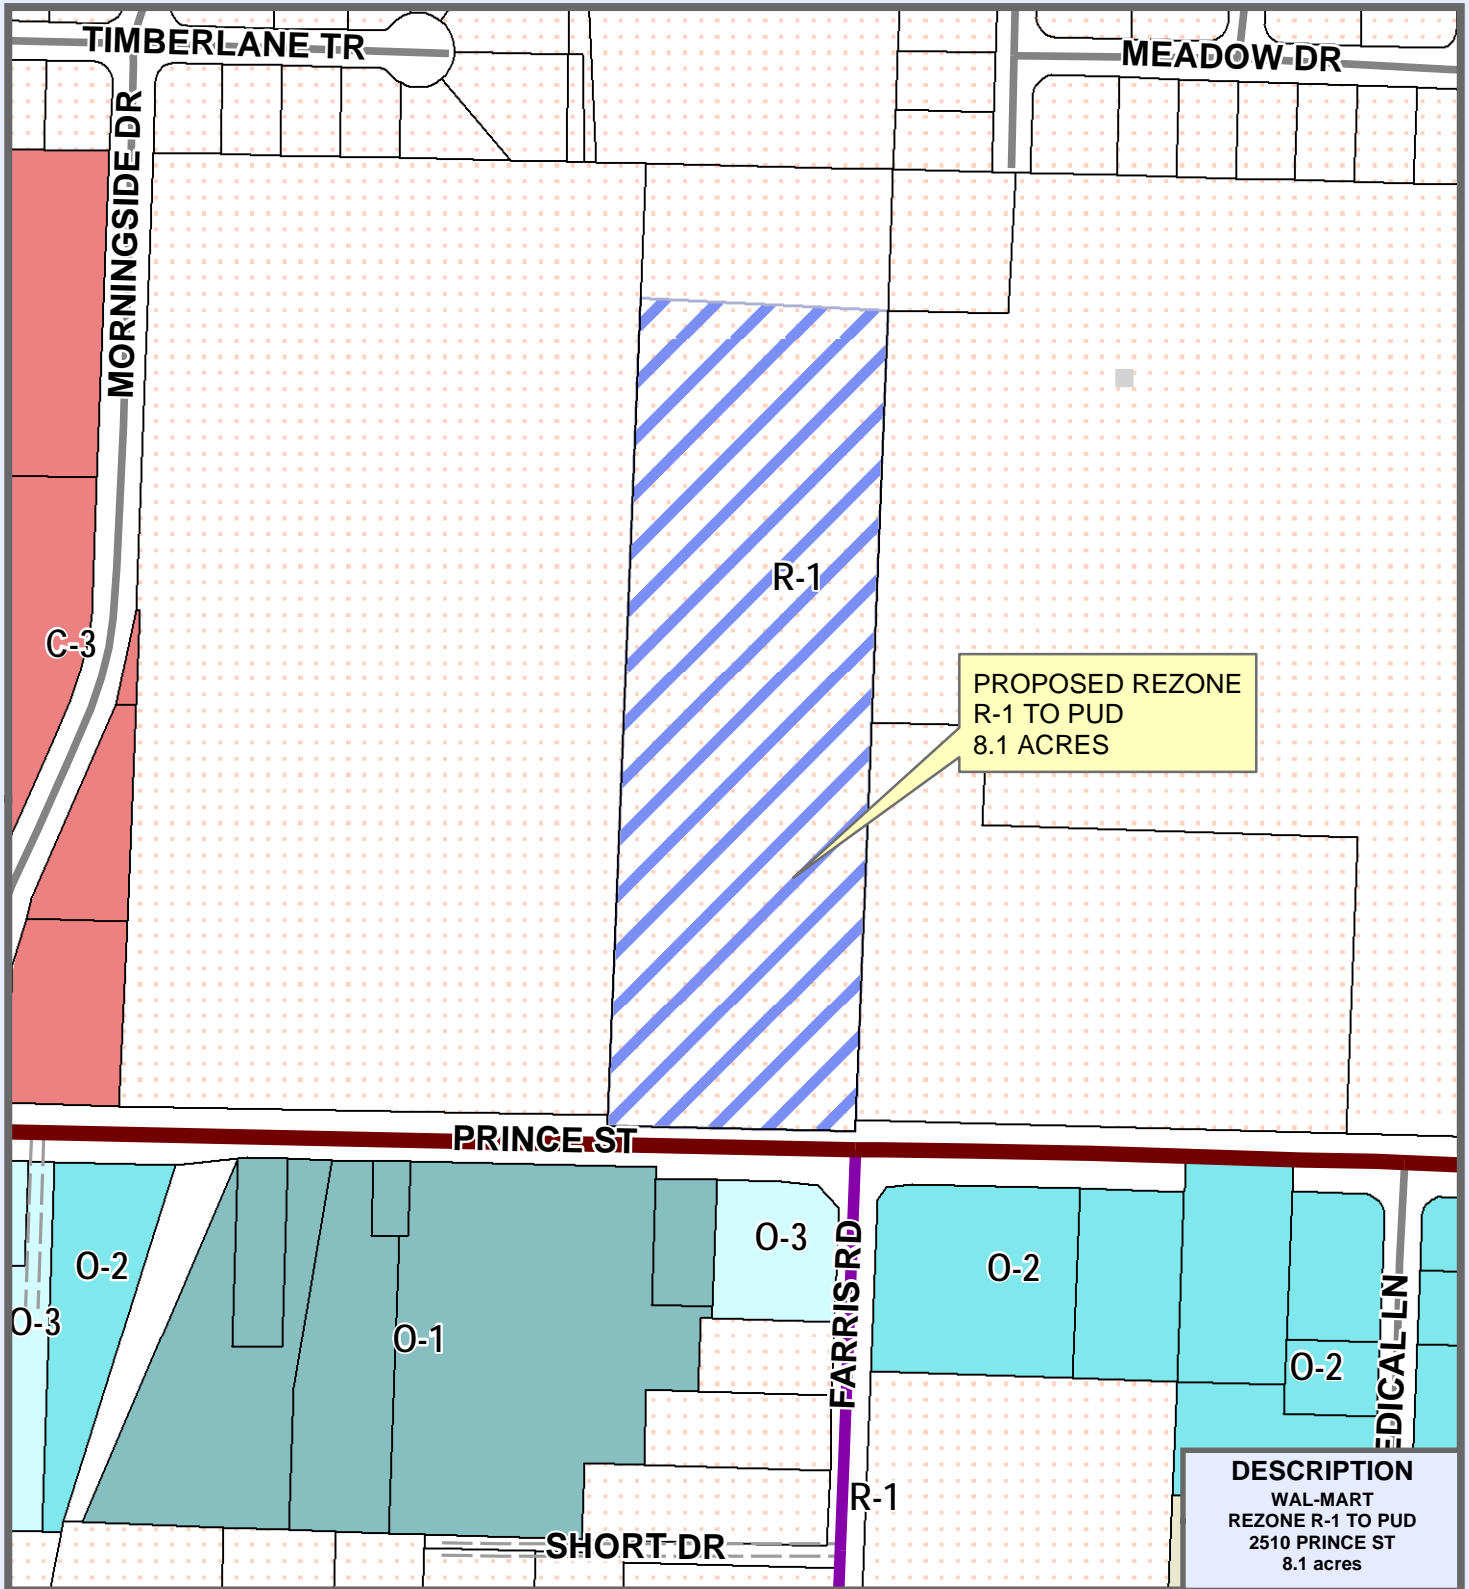 TIMBERLANE TR
MEADOW DR
MORNINGSIDE DR
R-1
C-3
PROPOSED REZONE
R-1 TO PUD
8.1 ACRES
PRINCE ST
O-3
O-2
O-2
O-3
O-1
FARRIS RD
O-2
EDICAL LN
R-1
SHORT DR
DESCRIPTION
WAL-MART
REZONE R-1 TO PUD
2510 PRINCE ST
8.1 acres